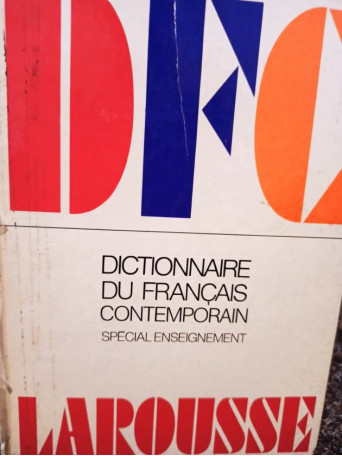 DFC
DICTIONNAIRE
DU FRANÇAIS
CONTEMPORAIN
SPÉCIAL ENSEIGNEMENT
LAROUSSE